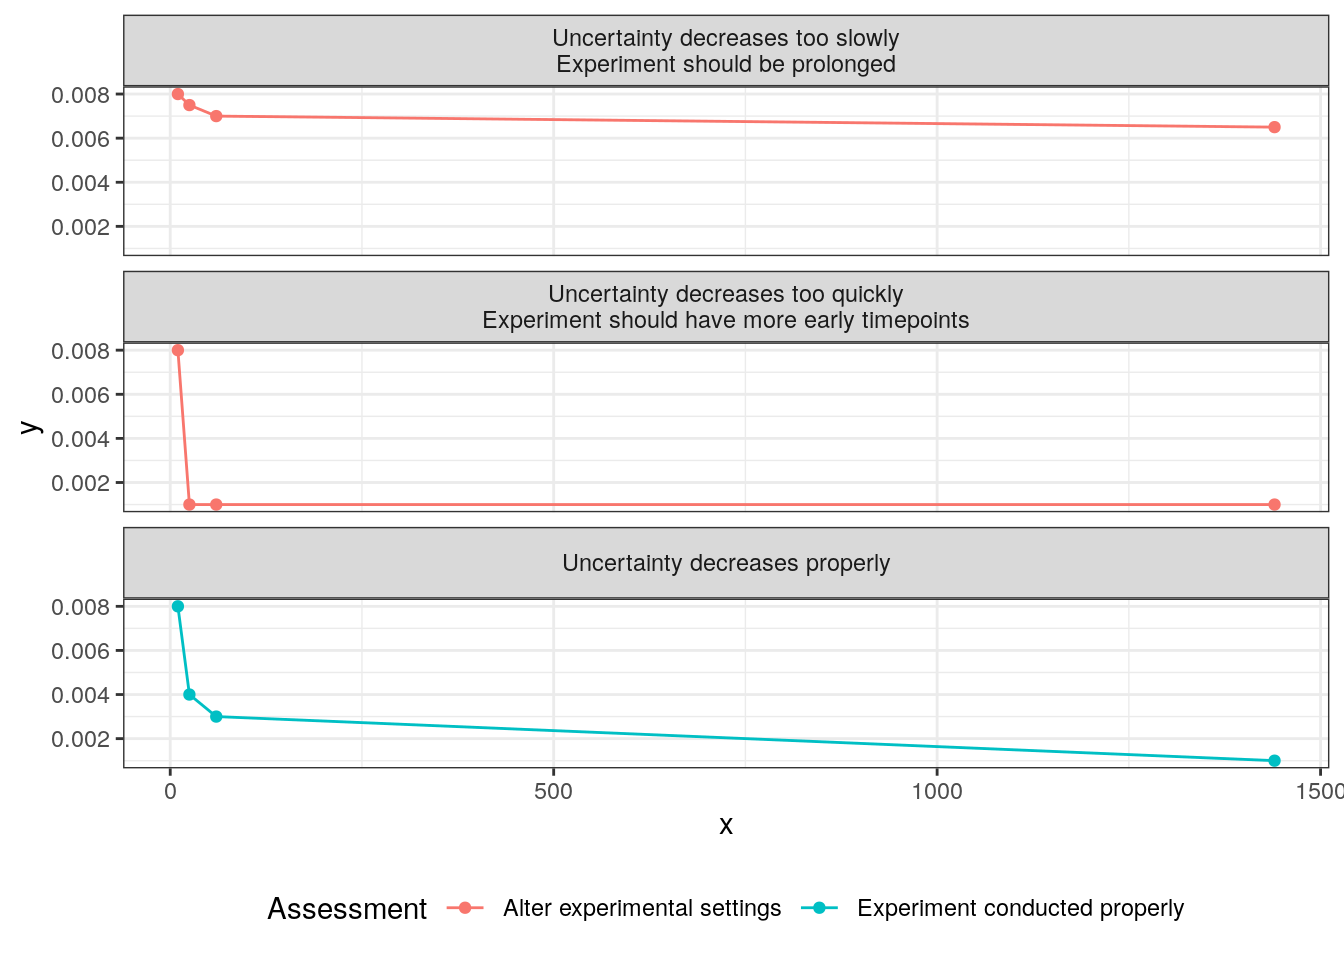 Uncertainty decreases too slowly
Experiment should be prolonged
0.008
0.006
0.004
0.002
Uncertainty decreases too quickly
Experiment should have more early timepoints
0.008
0.006
0.004
0.002
y
Uncertainty decreases properly
0.008
0.006
0.004
0.002
0 500 1000 1500
x
Assessment Alter experimental settings Experiment conducted properly